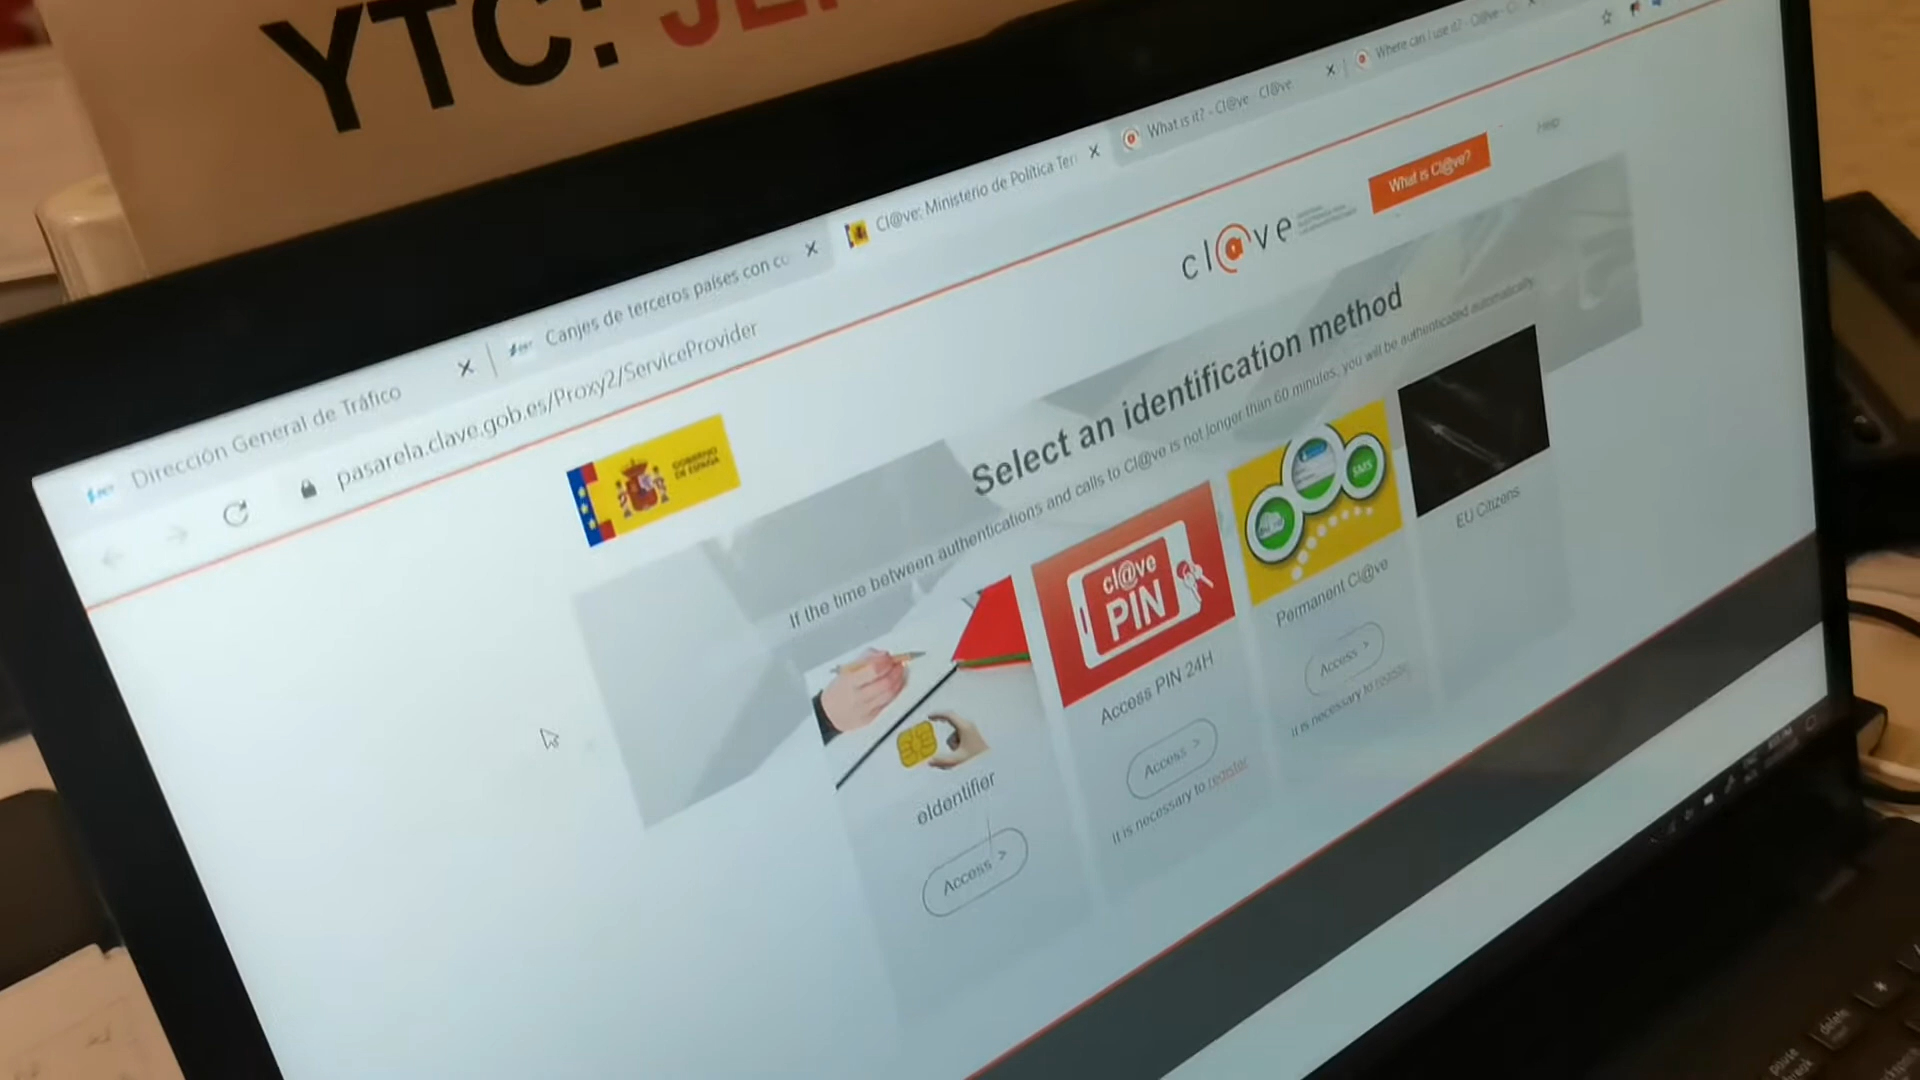 YTC:
Dirección General de Tráfico
Canjes de terceros países con co
Cl@ve: Ministerio de Política Terr
What is it? - Cl@ve - Cl@ve
Where can I use it? - Cl@ve - Cl
pasarela.clave.gob.es/Proxy2/ServiceProvider
GOBIERNO
DE ESPAÑA
cl@ve
What is Cl@ve?
Help
Select an identification method
If the time between authentications and calls to Cl@ve is not longer than 60 minutes, you will be authenticated automatically.
eIdentifier
Access >
cl@ve
PIN
Access PIN 24H
Access >
It is necessary to register
SMS
Permanent Cl@ve
Access >
It is necessary to register
EU Citizens
delete
pause
break